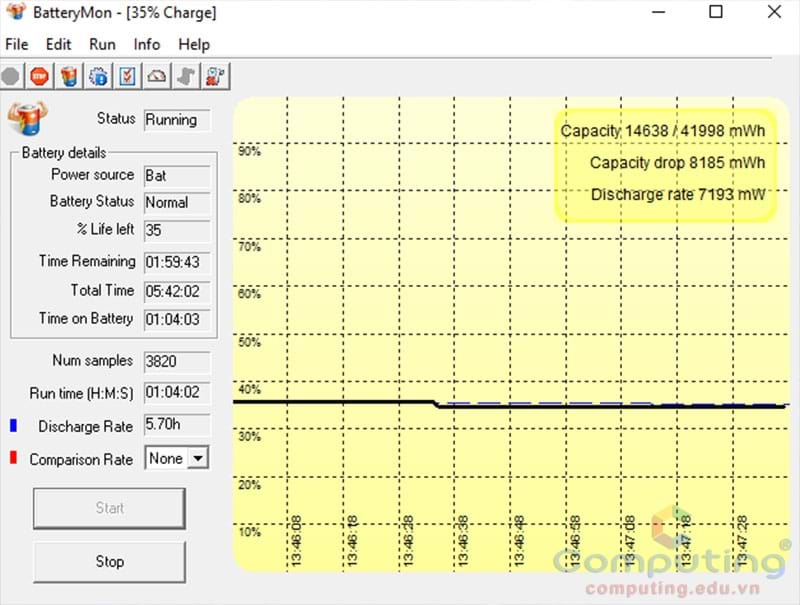 BatteryMon - [35% Charge]
File Edit Run Info Help
STOP
Status Running
Battery details
Power source Bat
Battery Status Normal
% Life left 35
Time Remaining 01:59:43
Total Time 05:42:02
Time on Battery 01:04:03
Num samples 3820
Run time (H:M:S) 01:04:02
Discharge Rate 5.70h
Comparison Rate None
Start
Stop
Capacity 14638 / 41998 mWh
Capacity drop 8185 mWh
Discharge rate 7193 mW
90%
80%
70%
60%
50%
40%
30%
20%
10%
13:46:08
13:46:18
13:46:28
13:46:38
13:46:48
13:46:58
13:47:08
13:47:18
13:47:28
Computing®
computing.edu.vn